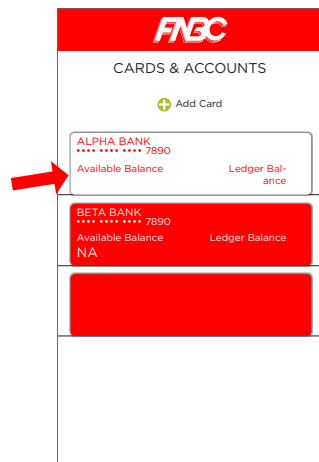 FNBC
CARDS & ACCOUNTS
Add Card
ALPHA BANK
•••• •••• •••• 7890
Available Balance Ledger Bal-
ance
BETA BANK
•••• •••• •••• 7890
Available Balance Ledger Balance
NA